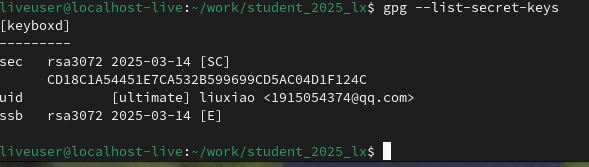 liveuser@localhost-live:~/work/student_2025_lx$ gpg --list-secret-keys
[keyboxd]
---------
sec   rsa3072 2025-03-14 [SC]
      CD18C1A54451E7CA532B599699CD5AC04D1F124C
uid           [ultimate] liuxiao <1915054374@qq.com>
ssb   rsa3072 2025-03-14 [E]
liveuser@localhost-live:~/work/student_2025_lx$